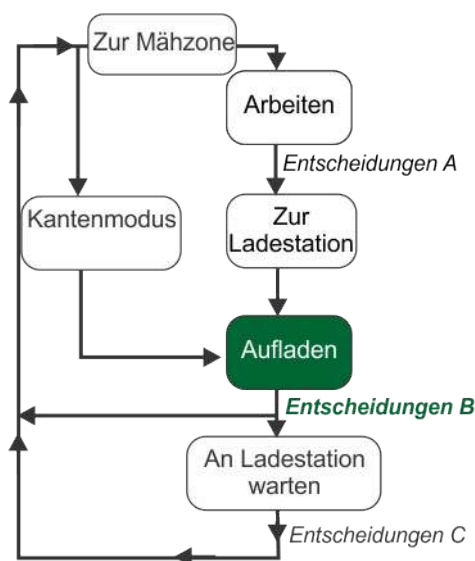 Zur Mähzone
Arbeiten
Entscheidungen A
Kantenmodus
Zur
Ladestation
Aufladen
Entscheidungen B
An Ladestation
warten
Entscheidungen C